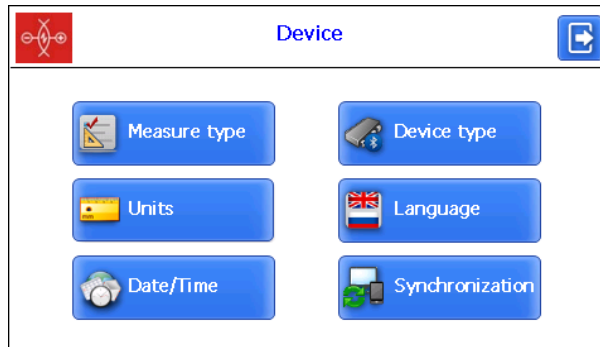 Device
Measure type
Device type
Units
Language
Date/Time
Synchronization